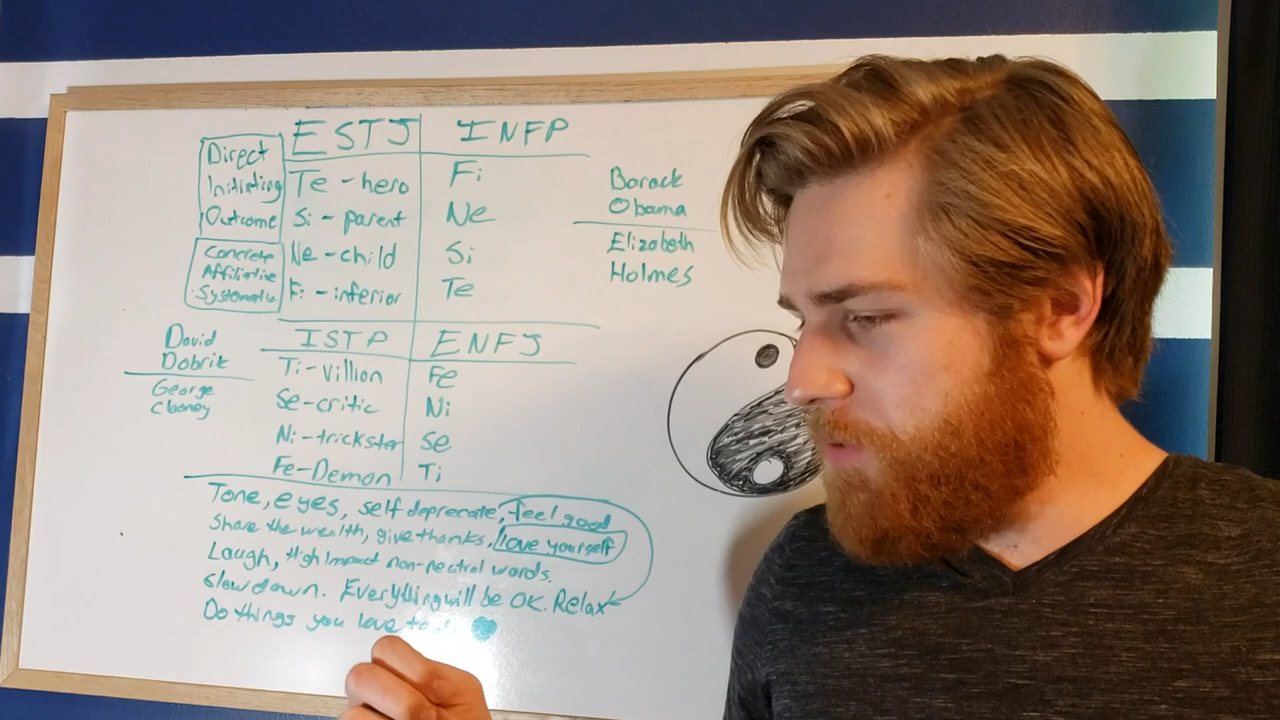 ESTJ INFP
Direct
Initiating
Outcome
Concrete
Affiliative
Systematic
Te - hero Fi
Si - parent Ne
Ne - child Si
Fi - inferior Te
Barack
Obama
Elizabeth
Holmes
David
Dobrik
George
Clooney
ISTP ENFJ
Ti - villion Fe
Se - critic Ni
Ni - trickster Se
Fe - Demon Ti
Tone, eyes, self deprecate, feel good
Share the wealth, give thanks, love yourself
Laugh, High Impact non-neutral words.
Slow down. Everything will be OK. Relax
Do things you love to